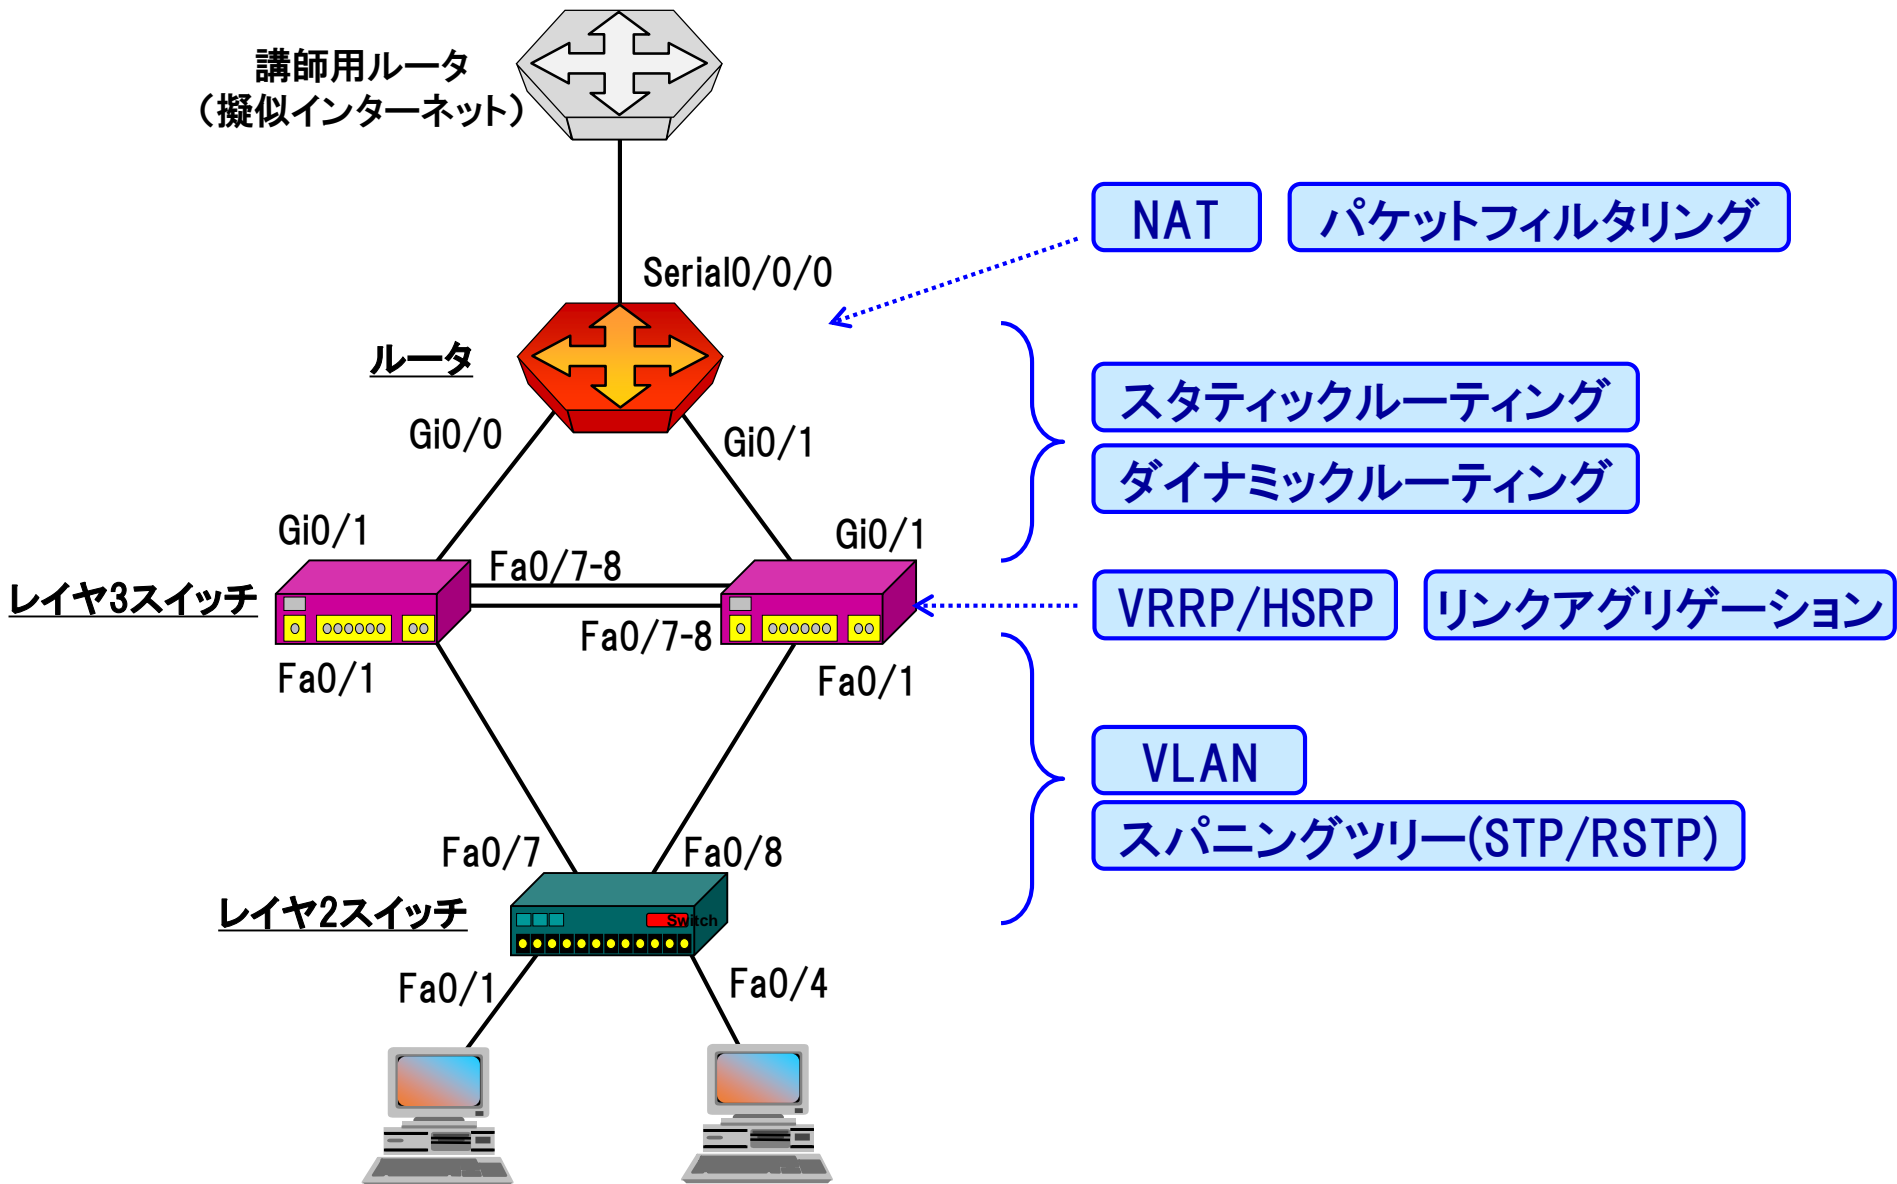 講師用ルータ
（擬似インターネット）
NAT
パケットフィルタリング
Serial0/0/0
ルータ
スタティックルーティング
Gi0/0
Gi0/1
ダイナミックルーティング
Gi0/1
Gi0/1
Fa0/7-8
レイヤ3スイッチ
VRRP/HSRP
リンクアグリゲーション
Fa0/7-8
Fa0/1
Fa0/1
VLAN
スパニングツリー(STP/RSTP)
Fa0/7
Fa0/8
レイヤ2スイッチ
Switch
Fa0/1
Fa0/4